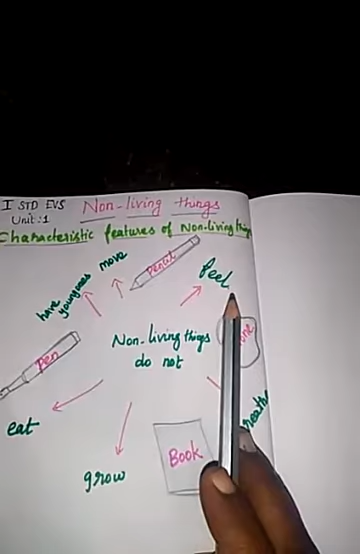 I STD EVS
Unit:1
Non-living things
Characteristic features of Non-living things
move
Pencil
feel
have
young ones
Non-living things
do not
Pen
eat
grow
Book